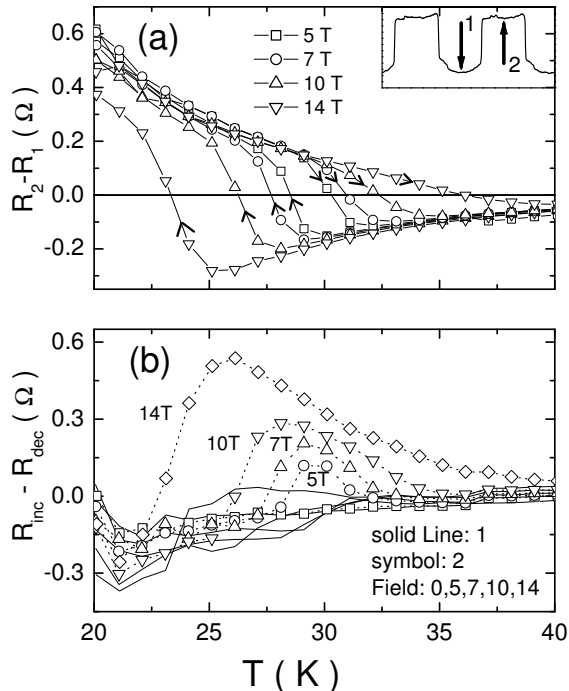 (a)
5 T
7 T
10 T
14 T
1
2
R2-R1 ( Ω )
0.6
0.4
0.2
0.0
-0.2
(b)
14T
10T
7T
5T
Rinc - Rdec ( Ω )
0.6
0.3
0.0
-0.3
solid Line: 1
symbol: 2
Field: 0,5,7,10,14
20 25 30 35 40
T ( K )